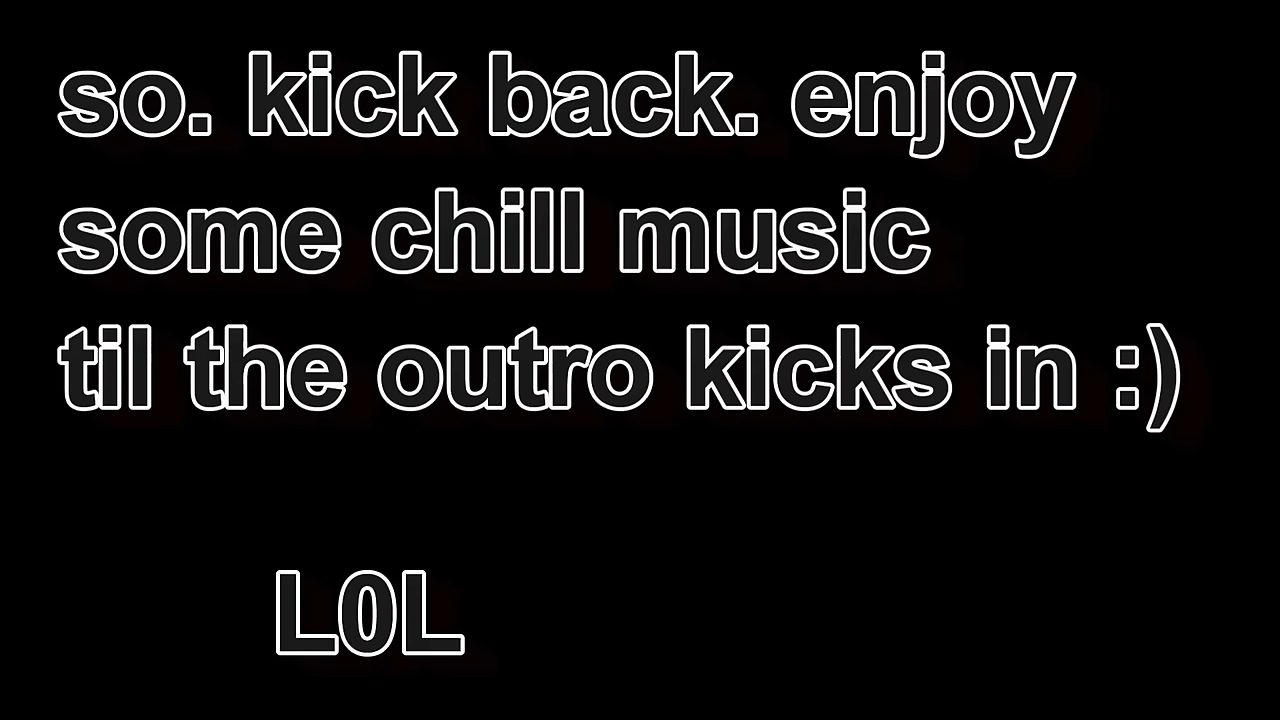 so. kick back. enjoy
some chill music
til the outro kicks in :)
L0L